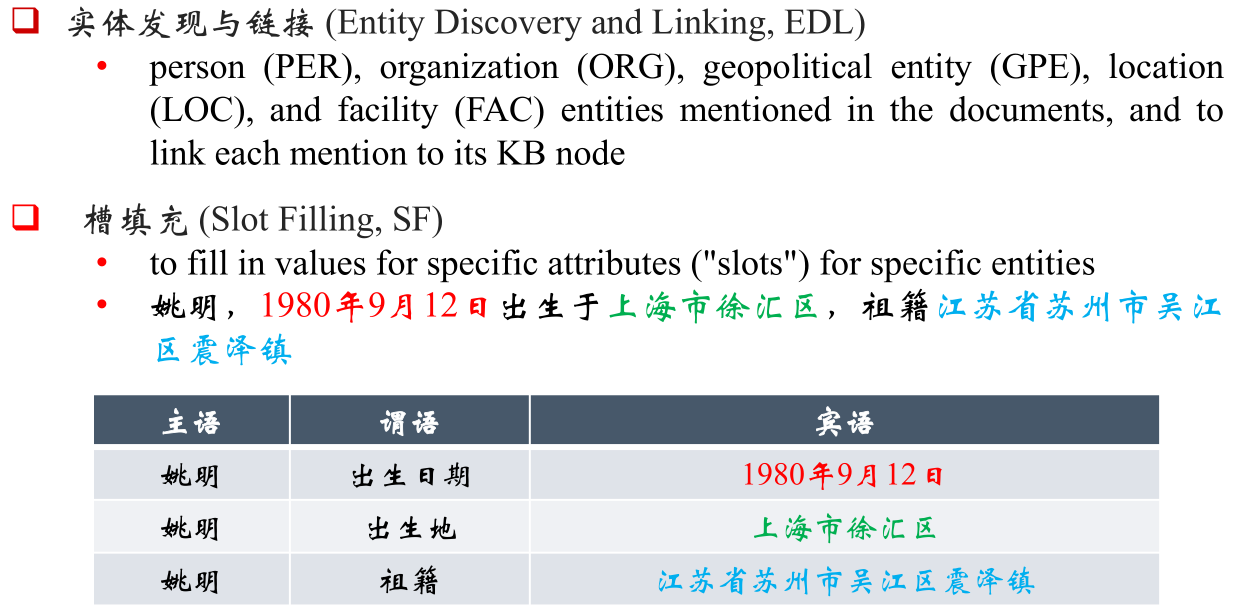 实体发现与链接 (Entity Discovery and Linking, EDL)
person (PER), organization (ORG), geopolitical entity (GPE), location
(LOC), and facility (FAC) entities mentioned in the documents, and to
link each mention to its KB node
槽填充 (Slot Filling, SF)
to fill in values for specific attributes ("slots") for specific entities
姚明，1980年9月12日出生于上海市徐汇区，祖籍江苏省苏州市吴江
区震泽镇
主语 谓语 宾语
姚明 出生日期 1980年9月12日
姚明 出生地 上海市徐汇区
姚明 祖籍 江苏省苏州市吴江区震泽镇